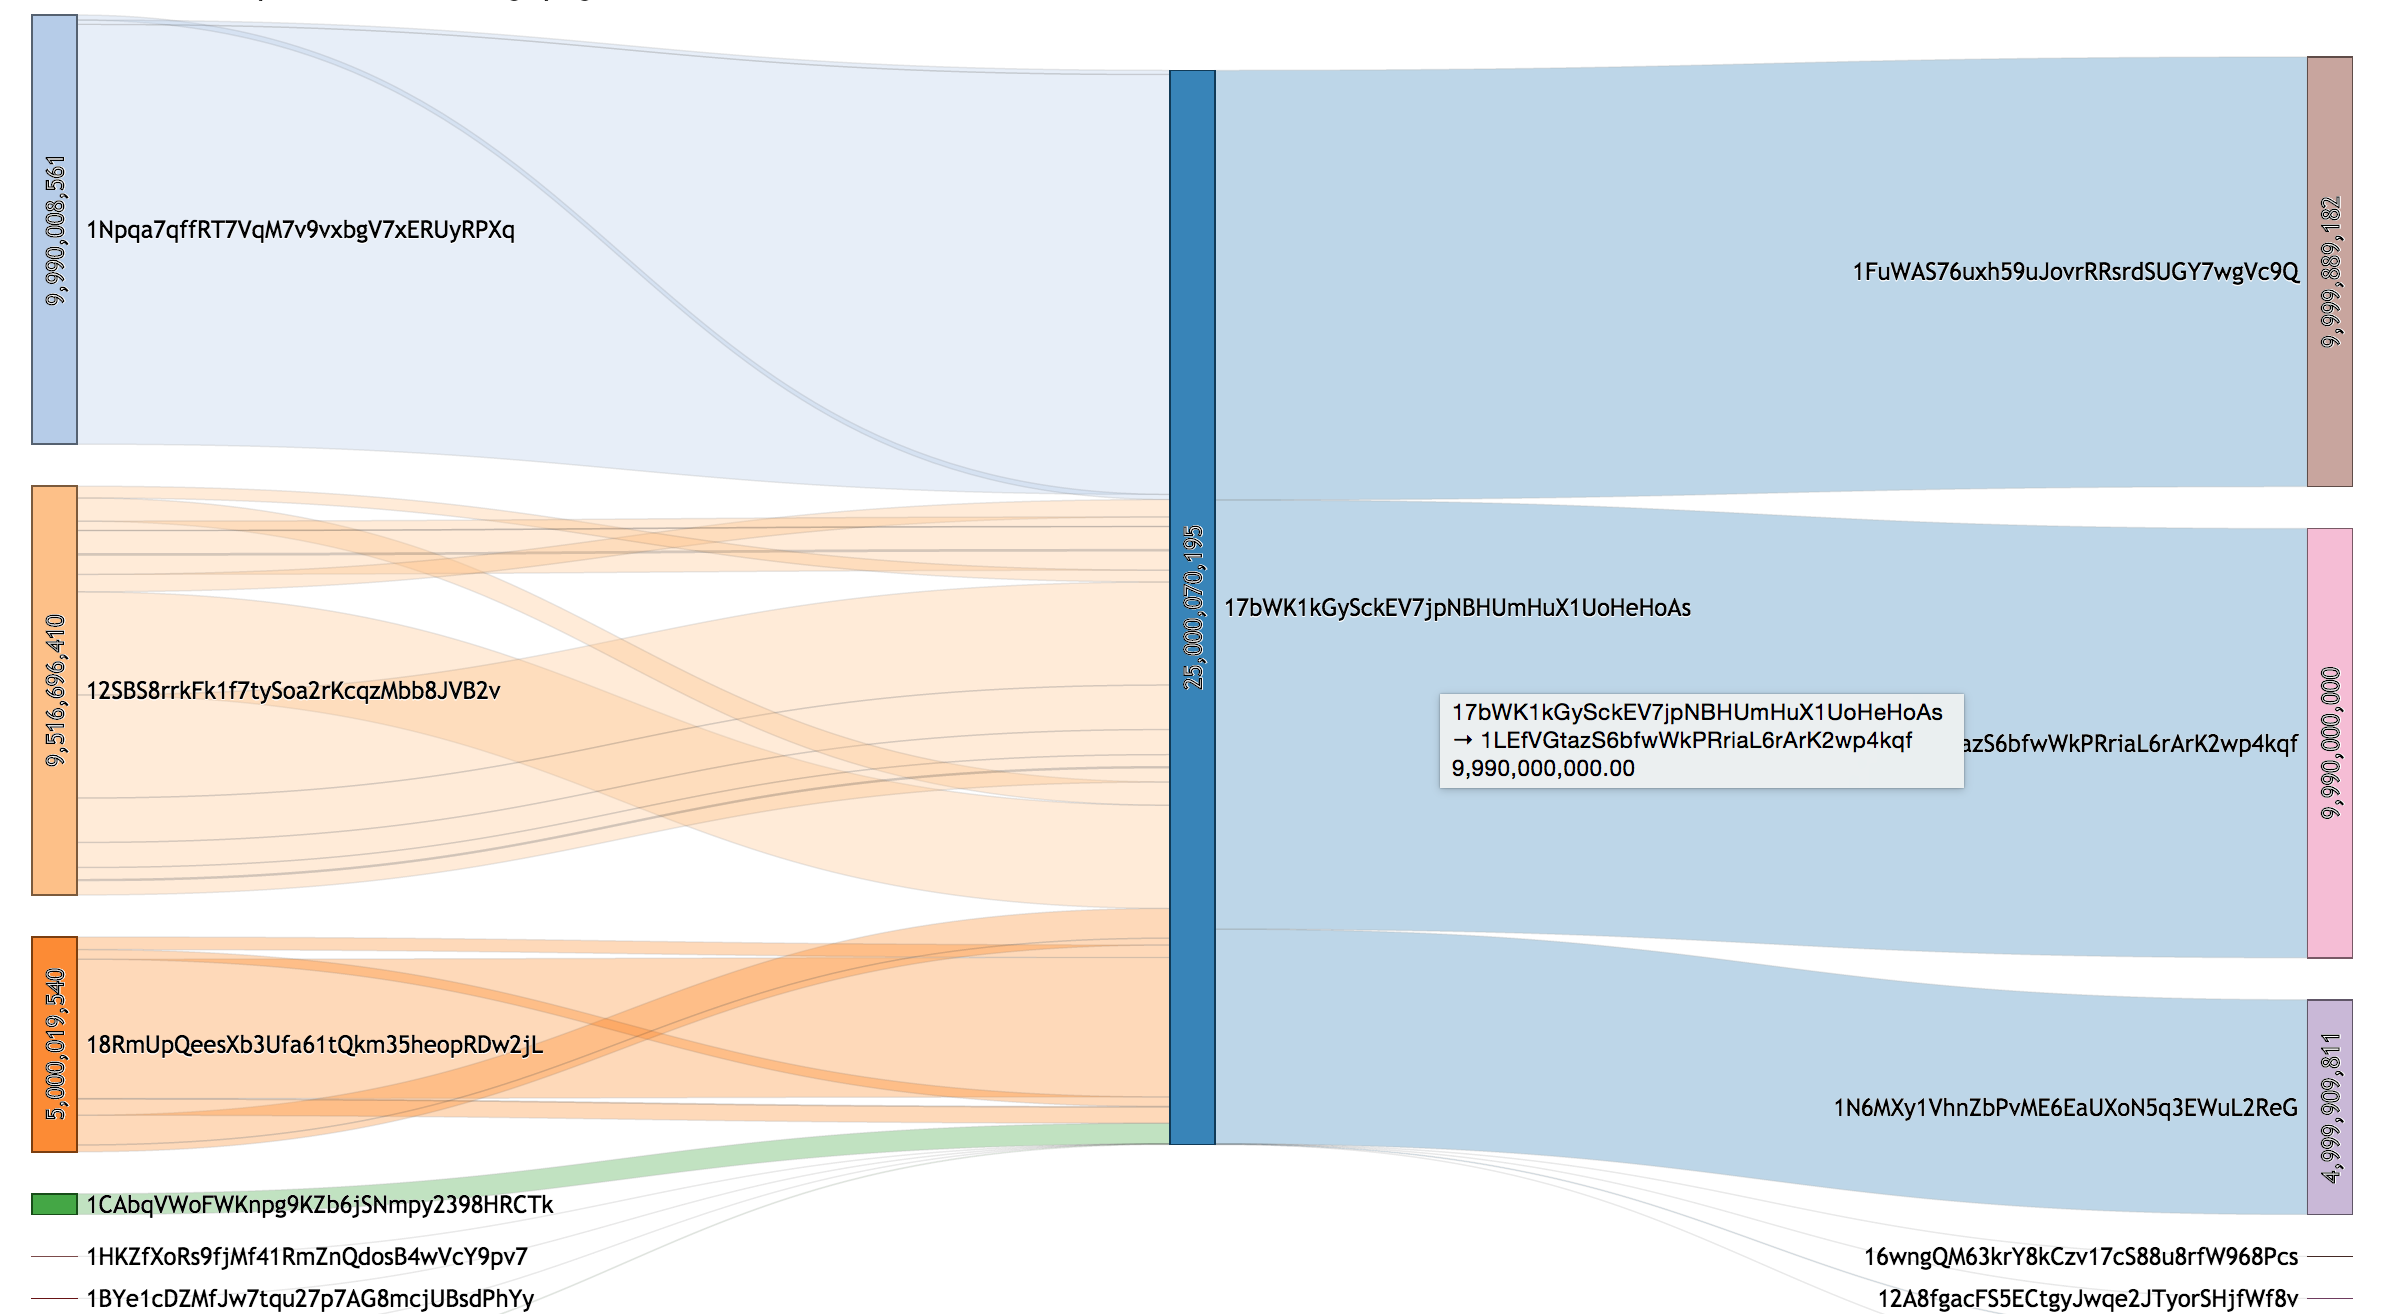 9,990,008,561
1Npqa7qffRT7VqM7v9vxbgV7xERUyRPXq
9,516,696,410
12SBS8rrkFk1f7tySoa2rKcqzMbb8JVB2v
5,000,019,540
18RmUpQeesXb3Ufa61tQkm35heopRDw2jL
1CAbqVWoFWKnpg9KZb6jSNmpy2398HRCTk
1HKZfXoRs9fjMf41RmZnQdosB4wVcY9pv7
1BYe1cDZMfJw7tqu27p7AG8mcjUBsdPhYy
25,000,070,195
17bWK1kGySckEV7jpNBHUmHuX1UoHeHoAs
17bWK1kGySckEV7jpNBHUmHuX1UoHeHoAs
→ 1LEfVGtazS6bfwWkPRriaL6rArK2wp4kqf
9,990,000,000.00
1FuWAS76uxh59uJovrRRsrdSUGY7wgVc9Q
9,999,889,182
azS6bfwWkPRriaL6rArK2wp4kqf
9,990,000,000
1N6MXy1VhnZbPvME6EaUXoN5q3EWuL2ReG
4,999,909,811
16wngQM63krY8kCzv17cS88u8rfW968Pcs
12A8fgacFS5ECtgyJwqe2JTyorSHjfWf8v